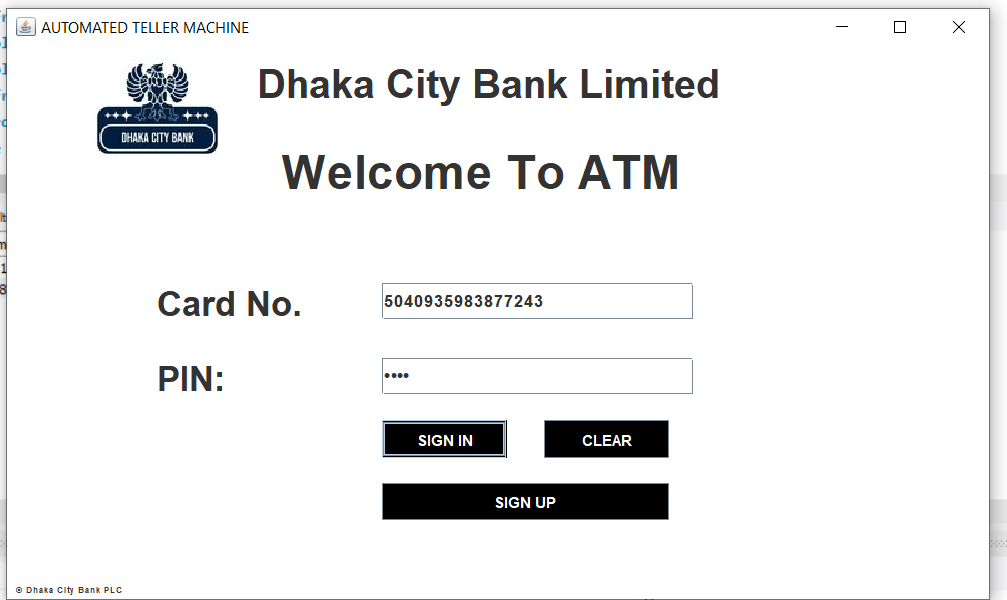 AUTOMATED TELLER MACHINE
DHAKA CITY BANK
Dhaka City Bank Limited
Welcome To ATM
Card No.
5040935983877243
PIN:
••••
SIGN IN
CLEAR
SIGN UP
© Dhaka City Bank PLC